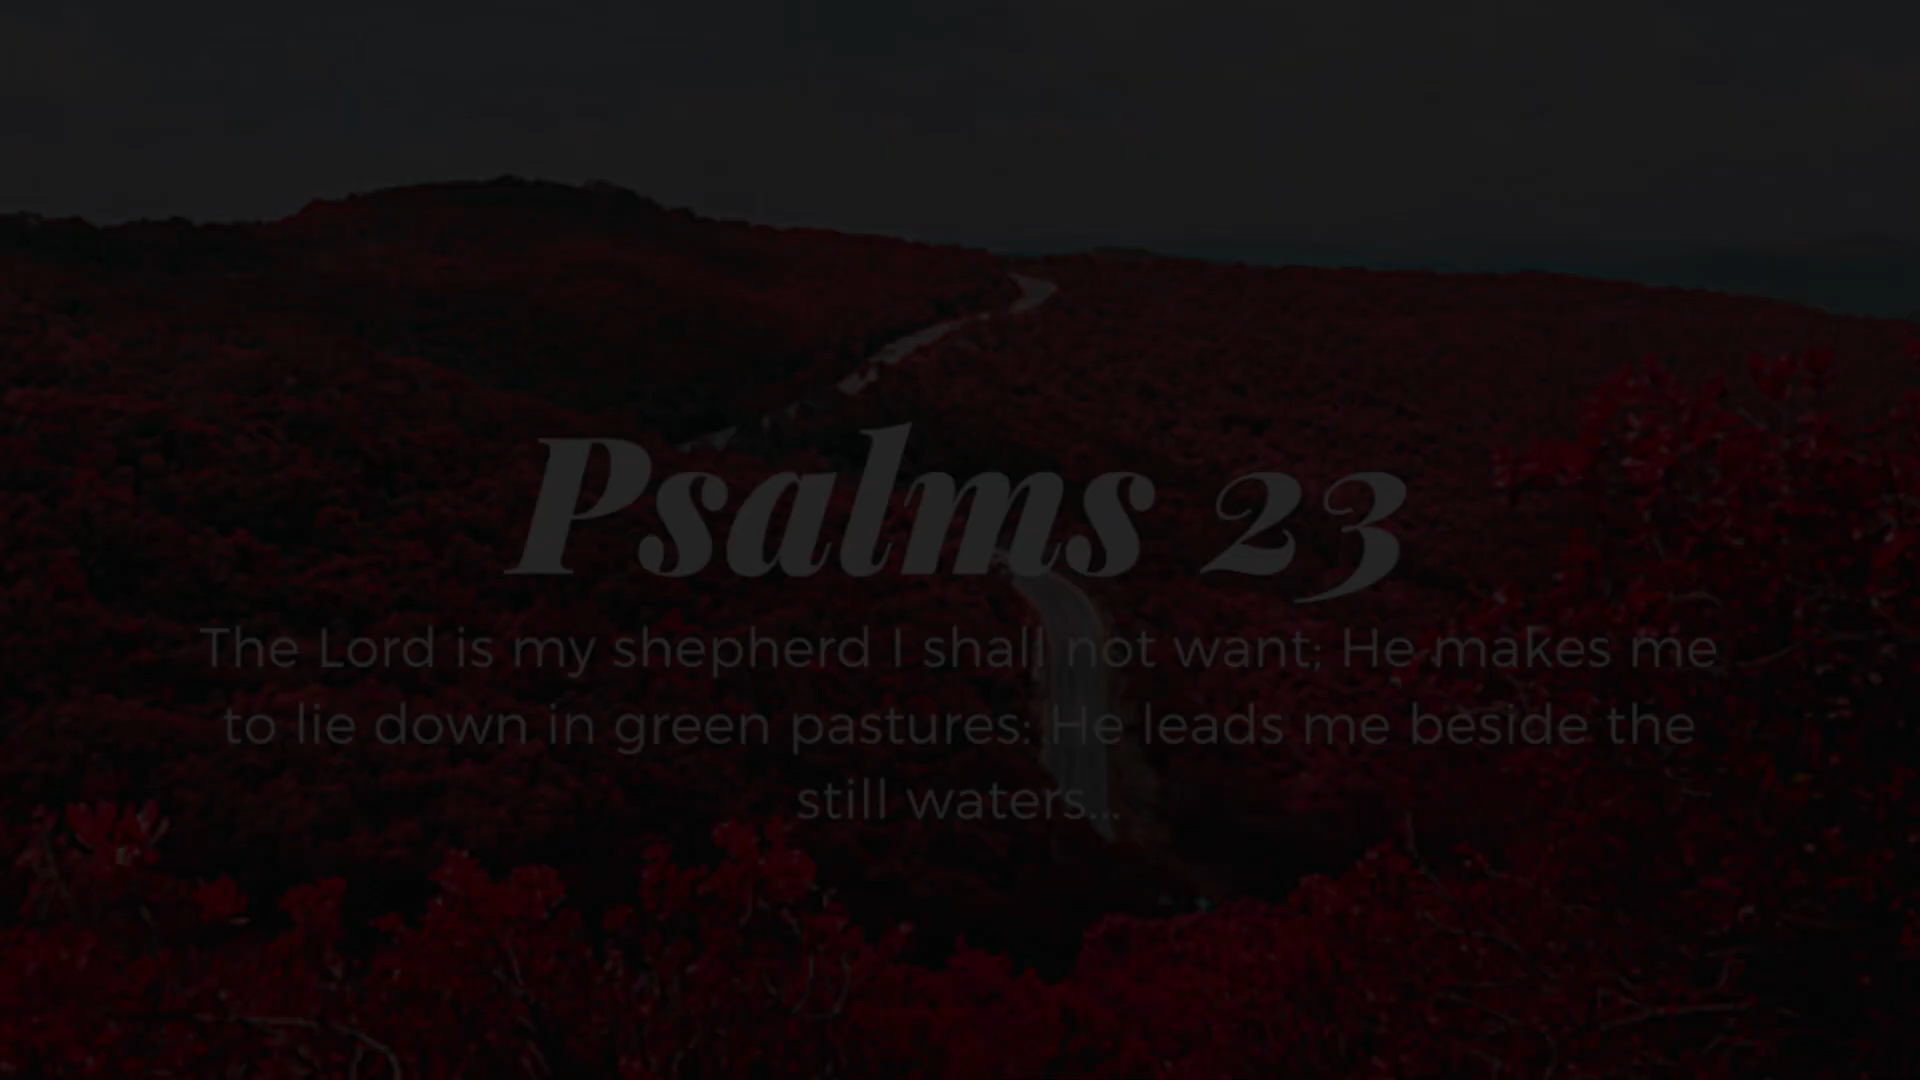 Psalms 23
The Lord is my shepherd I shall not want; He makes me
to lie down in green pastures: He leads me beside the
still waters...